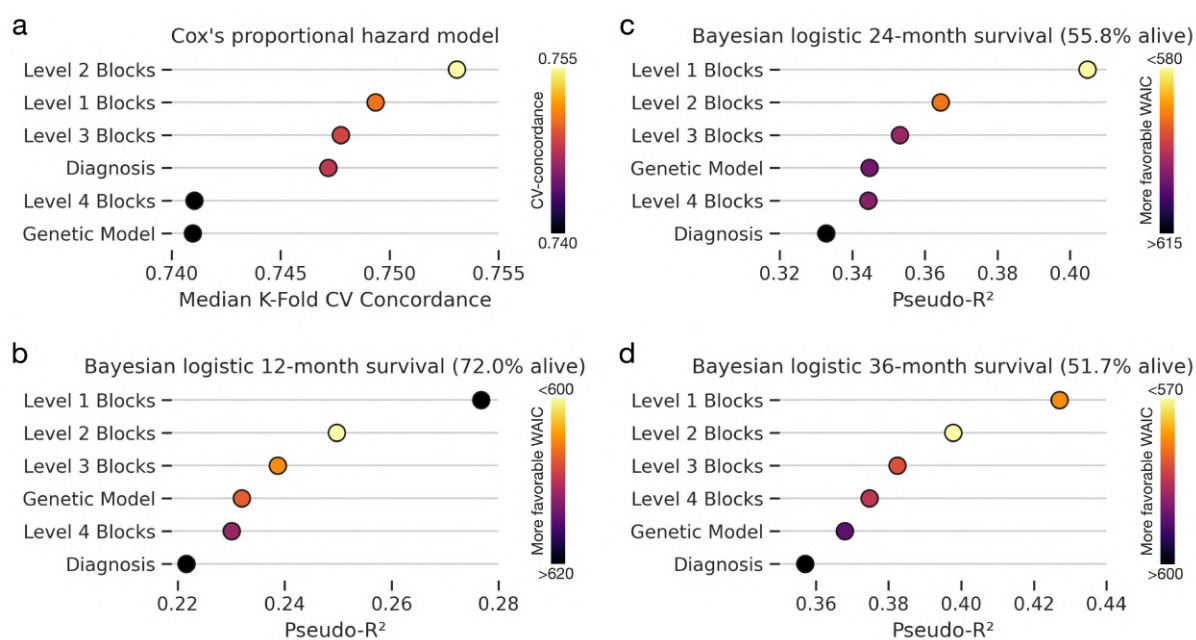 a
Cox's proportional hazard model
Level 2 Blocks
Level 1 Blocks
Level 3 Blocks
Diagnosis
Level 4 Blocks
Genetic Model
0.740 0.745 0.750 0.755
Median K-Fold CV Concordance
0.755
CV-concordance
0.740
b
Bayesian logistic 12-month survival (72.0% alive)
Level 1 Blocks
Level 2 Blocks
Level 3 Blocks
Genetic Model
Level 4 Blocks
Diagnosis
0.22 0.24 0.26 0.28
Pseudo-R²
<600
More favorable WAIC
>620
c
Bayesian logistic 24-month survival (55.8% alive)
Level 1 Blocks
Level 2 Blocks
Level 3 Blocks
Genetic Model
Level 4 Blocks
Diagnosis
0.32 0.34 0.36 0.38 0.40
Pseudo-R²
<580
More favorable WAIC
>615
d
Bayesian logistic 36-month survival (51.7% alive)
Level 1 Blocks
Level 2 Blocks
Level 3 Blocks
Level 4 Blocks
Genetic Model
Diagnosis
0.36 0.38 0.40 0.42 0.44
Pseudo-R²
<570
More favorable WAIC
>600